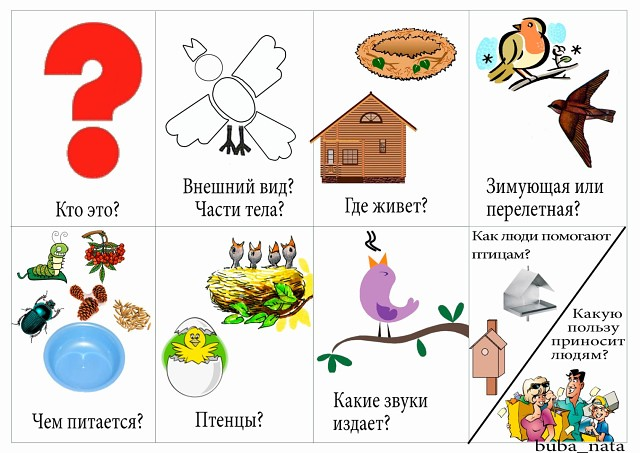 Кто это?
Внешний вид?
Части тела?
Где живет?
Зимующая или
перелетная?
Чем питается?
Птенцы?
Какие звуки
издает?
Как люди помогают
птицам?
Какую
пользу
приносит
людям?
buba_nata